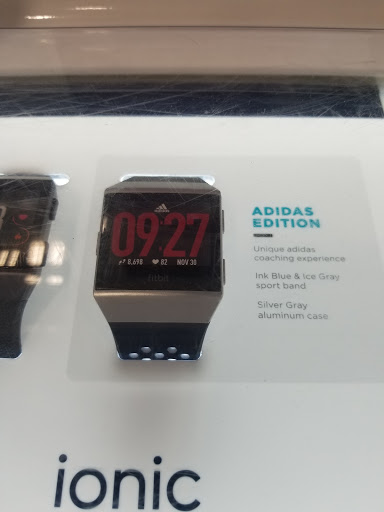 09:27
8,698 82 NOV 30
fitbit
ADIDAS
EDITION
Unique adidas
coaching experience
Ink Blue & Ice Gray
sport band
Silver Gray
aluminum case
ionic